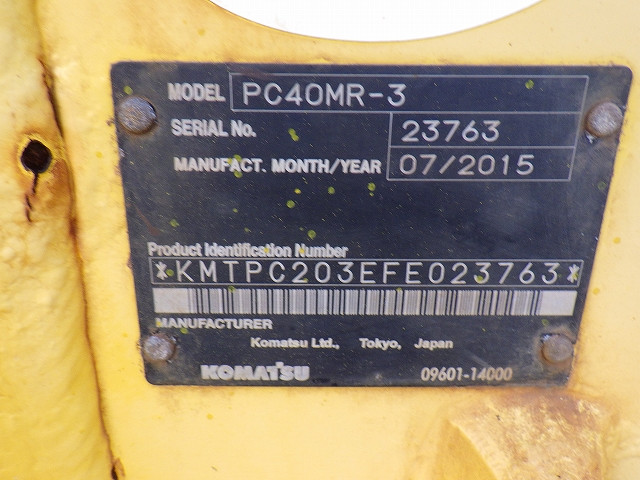 MODEL PC40MR-3
SERIAL No. 23763
MANUFACT. MONTH/YEAR 07/2015
Product Identification Number
*KMTPC203EFE023763*
MANUFACTURER
Komatsu Ltd., Tokyo, Japan
KOMATSU 09601-14000